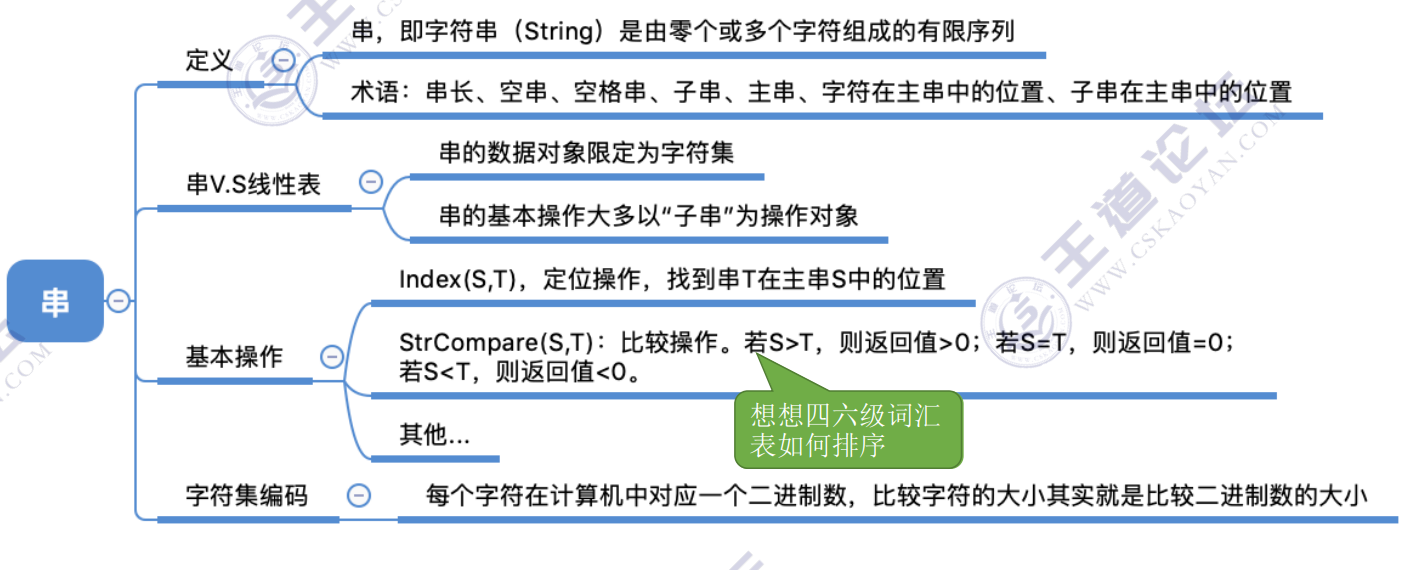 串，即字符串（String）是由零个或多个字符组成的有限序列
定义
术语：串长、空串、空格串、子串、主串、字符在主串中的位置、子串在主串中的位置
串的数据对象限定为字符集
串V.S线性表
串的基本操作大多以“子串”为操作对象
串
Index(S,T)，定位操作，找到串T在主串S中的位置
基本操作
StrCompare(S,T)：比较操作。若S>T，则返回值>0；若S=T，则返回值=0；
若S<T，则返回值<0。
想想四六级词汇
表如何排序
其他...
字符集编码
每个字符在计算机中对应一个二进制数，比较字符的大小其实就是比较二进制数的大小
王道论坛
WWW.CSKAOYAN.COM